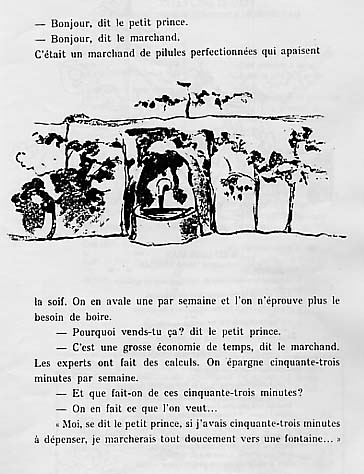 — Bonjour, dit le petit prince.
— Bonjour, dit le marchand.
C'était un marchand de pilules perfectionnées qui apaisent
la soif. On en avale une par semaine et l'on n'éprouve plus le
besoin de boire.
— Pourquoi vends-tu ça? dit le petit prince.
— C'est une grosse économie de temps, dit le marchand.
Les experts ont fait des calculs. On épargne cinquante-trois
minutes par semaine.
— Et que fait-on de ces cinquante-trois minutes?
— On en fait ce que l'on veut...
« Moi, se dit le petit prince, si j'avais cinquante-trois minutes
à dépenser, je marcherais tout doucement vers une fontaine... »